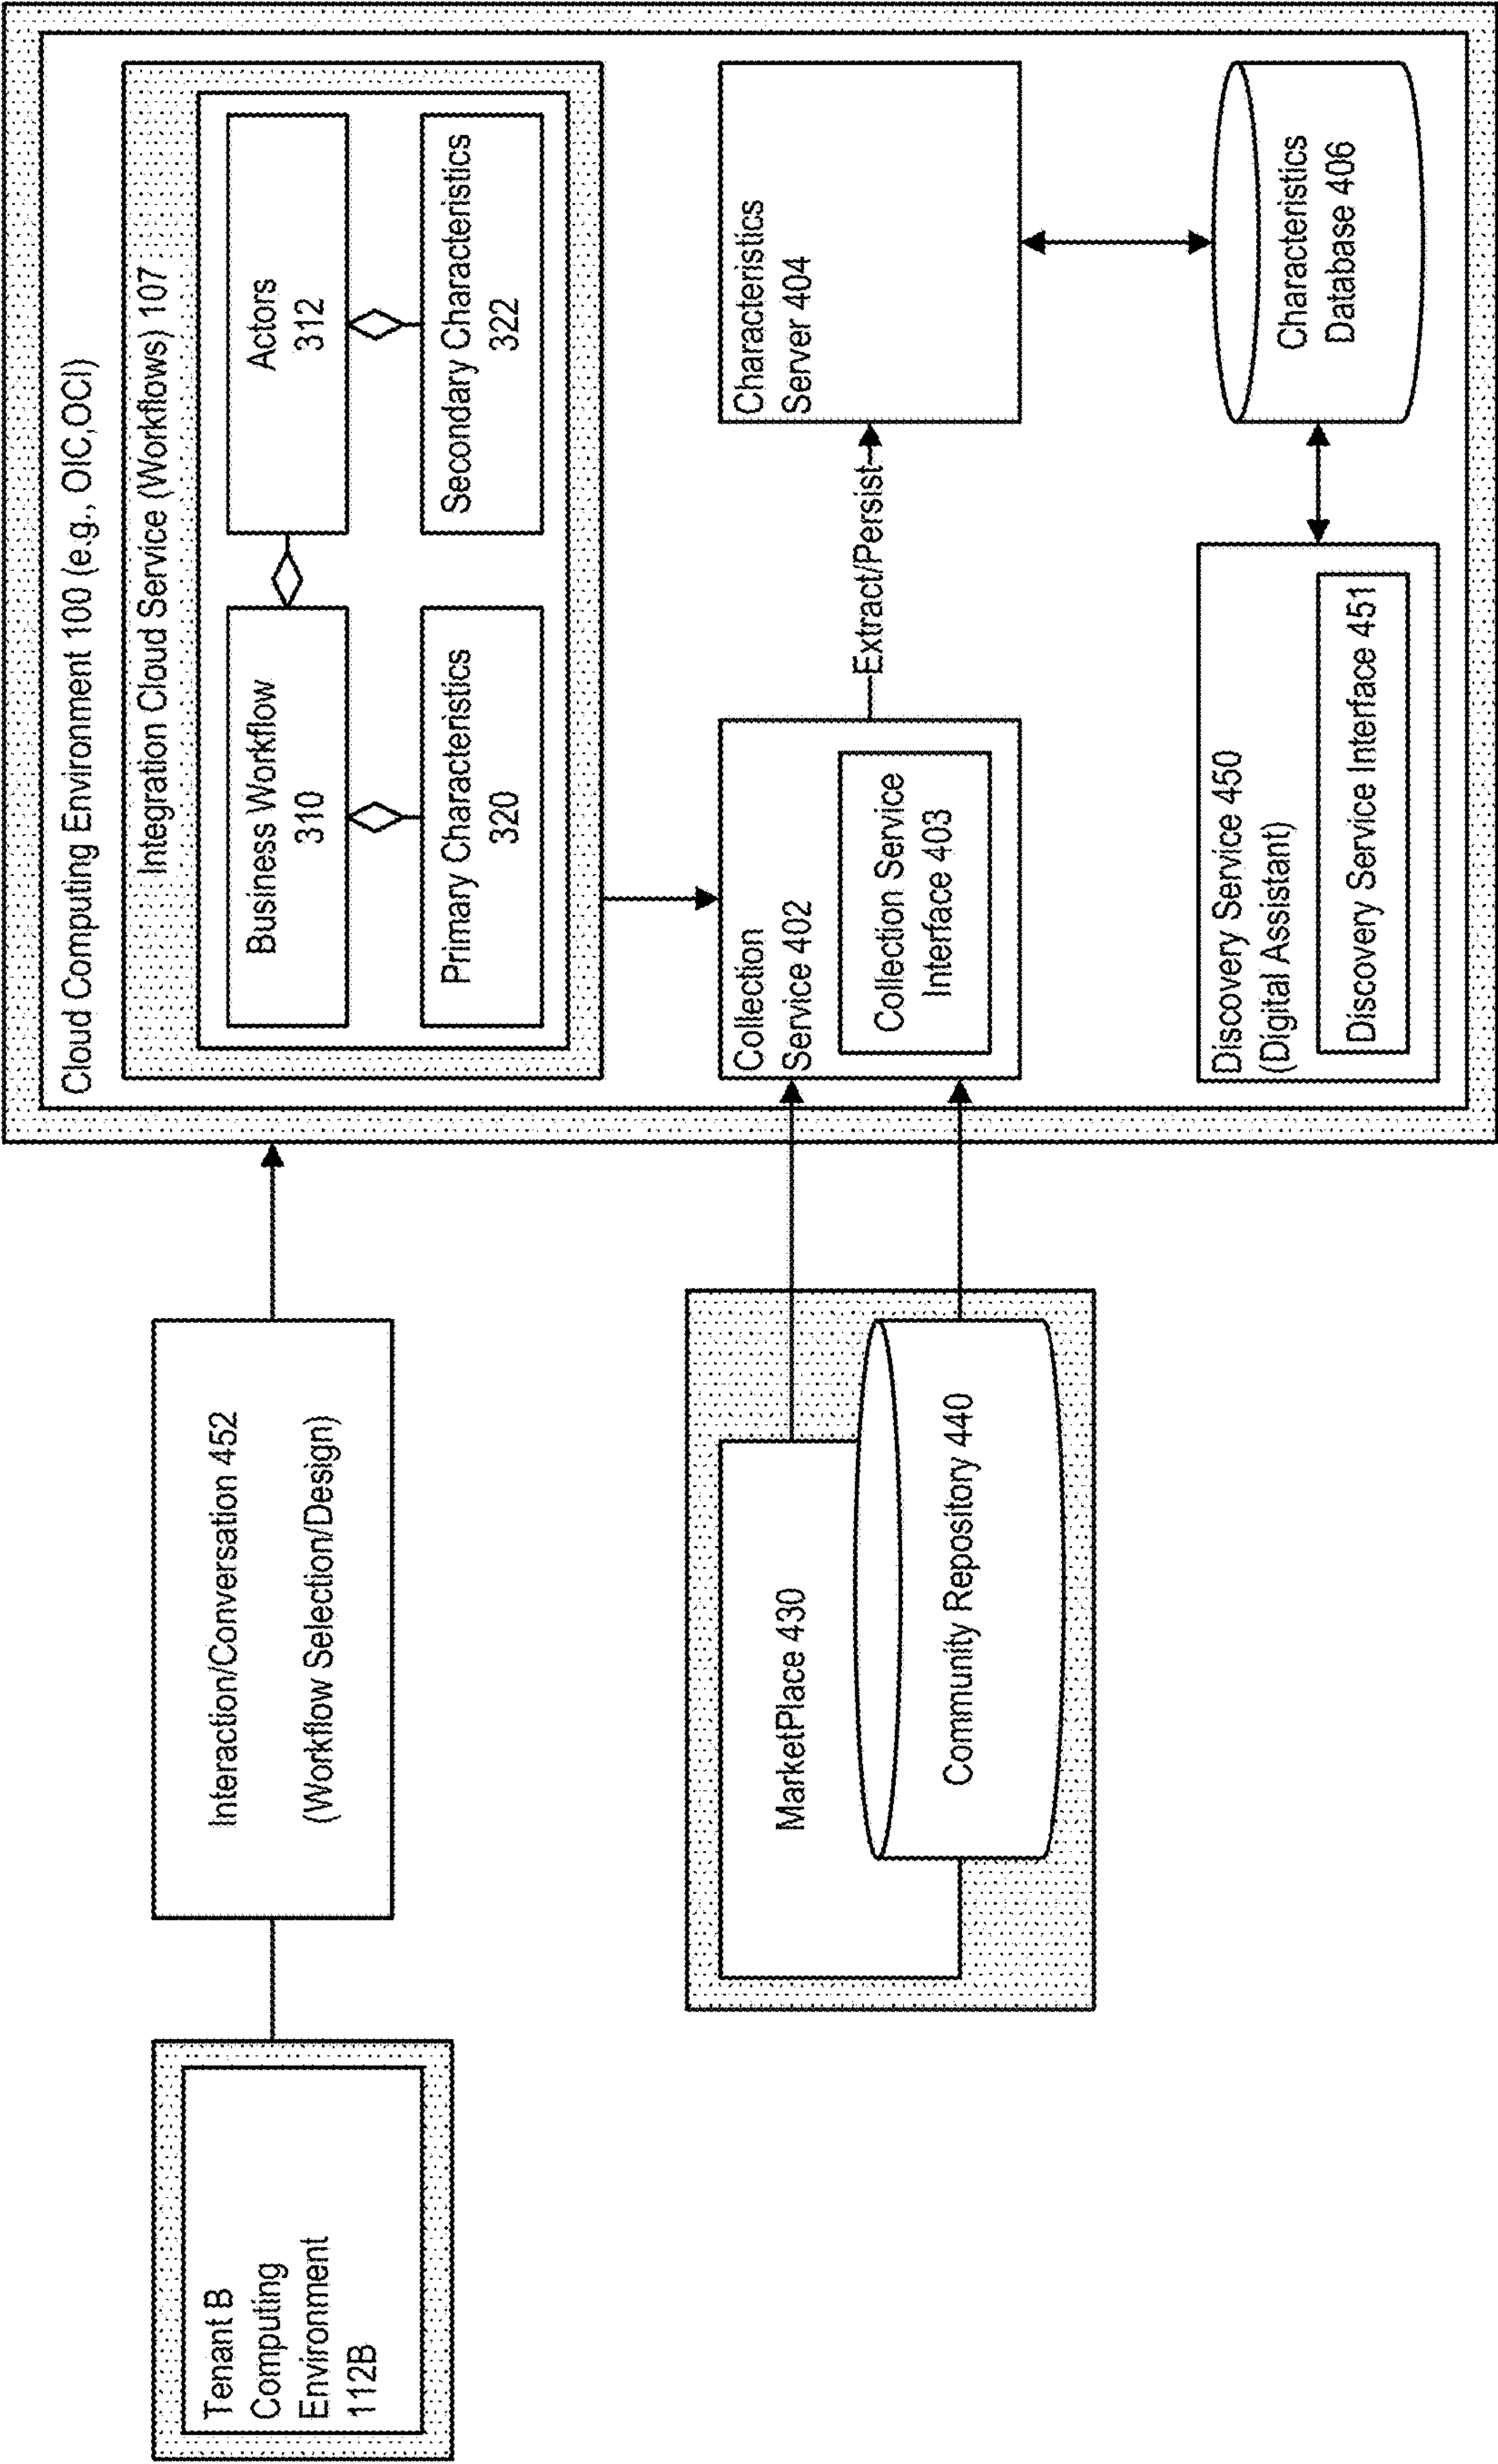 Tenant B
Computing
Environment
112B
Interaction/Conversation 452
(Workflow Selection/Design)
MarketPlace 430
Community Repository 440
Cloud Computing Environment 100 (e.g., OIC,OCI)
Integration Cloud Service (Workflows) 107
Business Workflow
310
Actors
312
Primary Characteristics
320
Secondary Characteristics
322
Collection
Service 402
Collection Service
Interface 403
Extract/Persist
Characteristics
Server 404
Discovery Service 450
(Digital Assistant)
Discovery Service Interface 451
Characteristics
Database 406